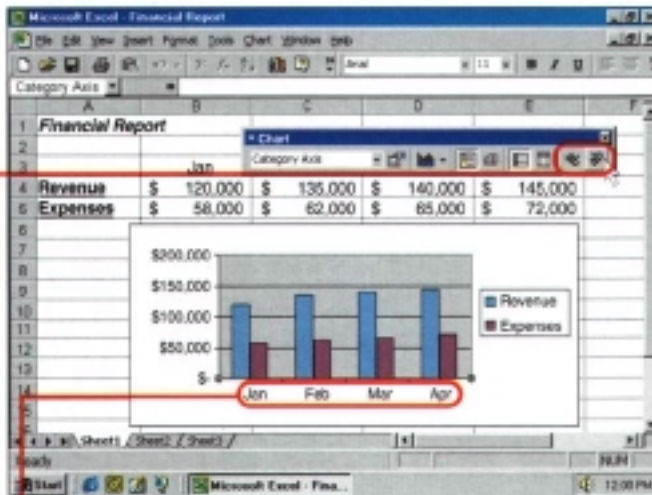 Microsoft Excel - Financial Report
File Edit View Insert Format Tools Chart Window Help
Arial 11 B I U
Category Axis =
A B C D E F
1 Financial Report
Chart
2
Category Axis
3 Jan
4 Revenue $ 120,000 $ 135,000 $ 140,000 $ 145,000
5 Expenses $ 58,000 $ 62,000 $ 65,000 $ 72,000
6
7
8
9
10
11
12
13
14
$200,000
$150,000
$100,000
$50,000
$-
Jan Feb Mar Apr
Revenue
Expenses
Sheet1 Sheet2 Sheet3
Ready NUM
Start Microsoft Excel - Fina... 12:00 PM